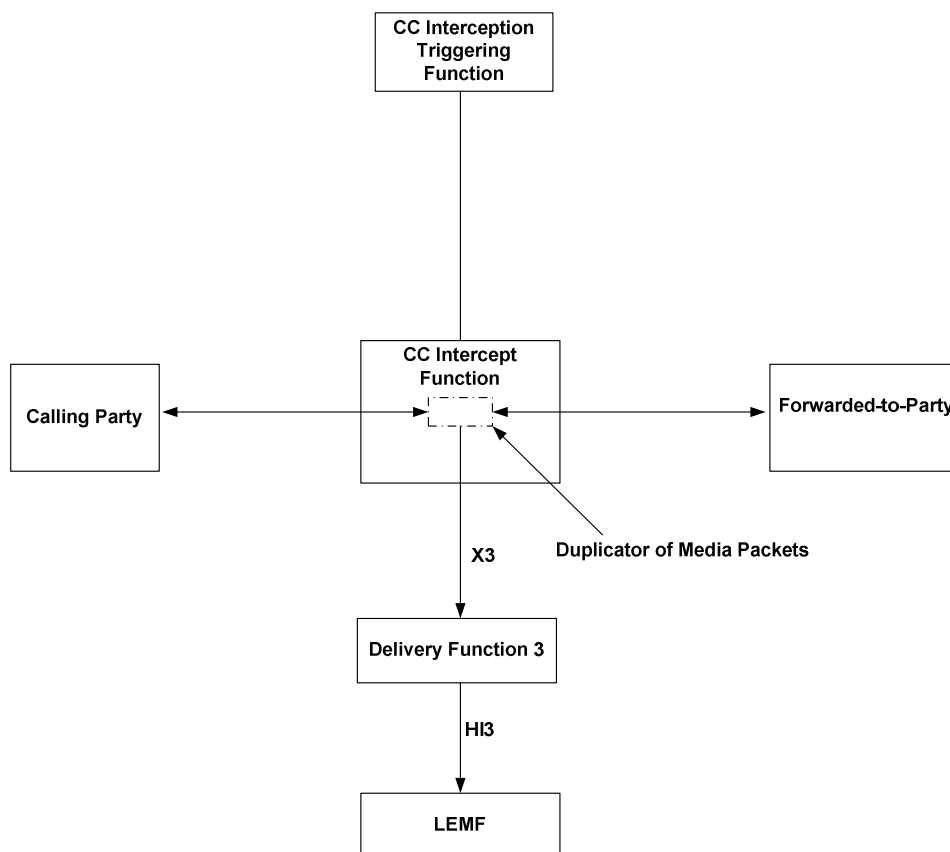 CC Interception
Triggering
Function
CC Intercept
Function
Calling Party
Forwarded-to-Party
Duplicator of Media Packets
X3
Delivery Function 3
HI3
LEMF